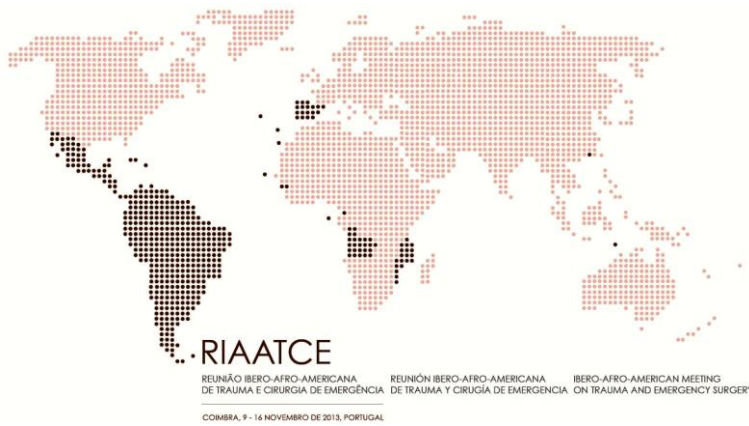 RIAATCE
REUNIÃO IBERO-AFRO-AMERICANA
DE TRAUMA E CIRURGIA DE EMERGÊNCIA
REUNIÓN IBERO-AFRO-AMERICANA
DE TRAUMA Y CIRUGÍA DE EMERGENCIA
IBERO-AFRO-AMERICAN MEETING
ON TRAUMA AND EMERGENCY SURGERY
COIMBRA, 9 - 16 NOVEMBRO DE 2013, PORTUGAL